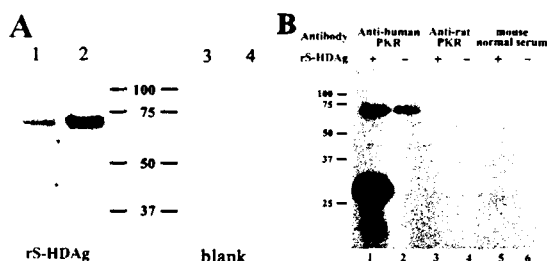 A
1 2 3 4
100
75
50
37
rS-HDAg blank
B
Antibody Anti-human PKR Anti-rat PKR mouse normal serum
rS-HDAg + − + − + −
100
75
50
37
25
1 2 3 4 5 6